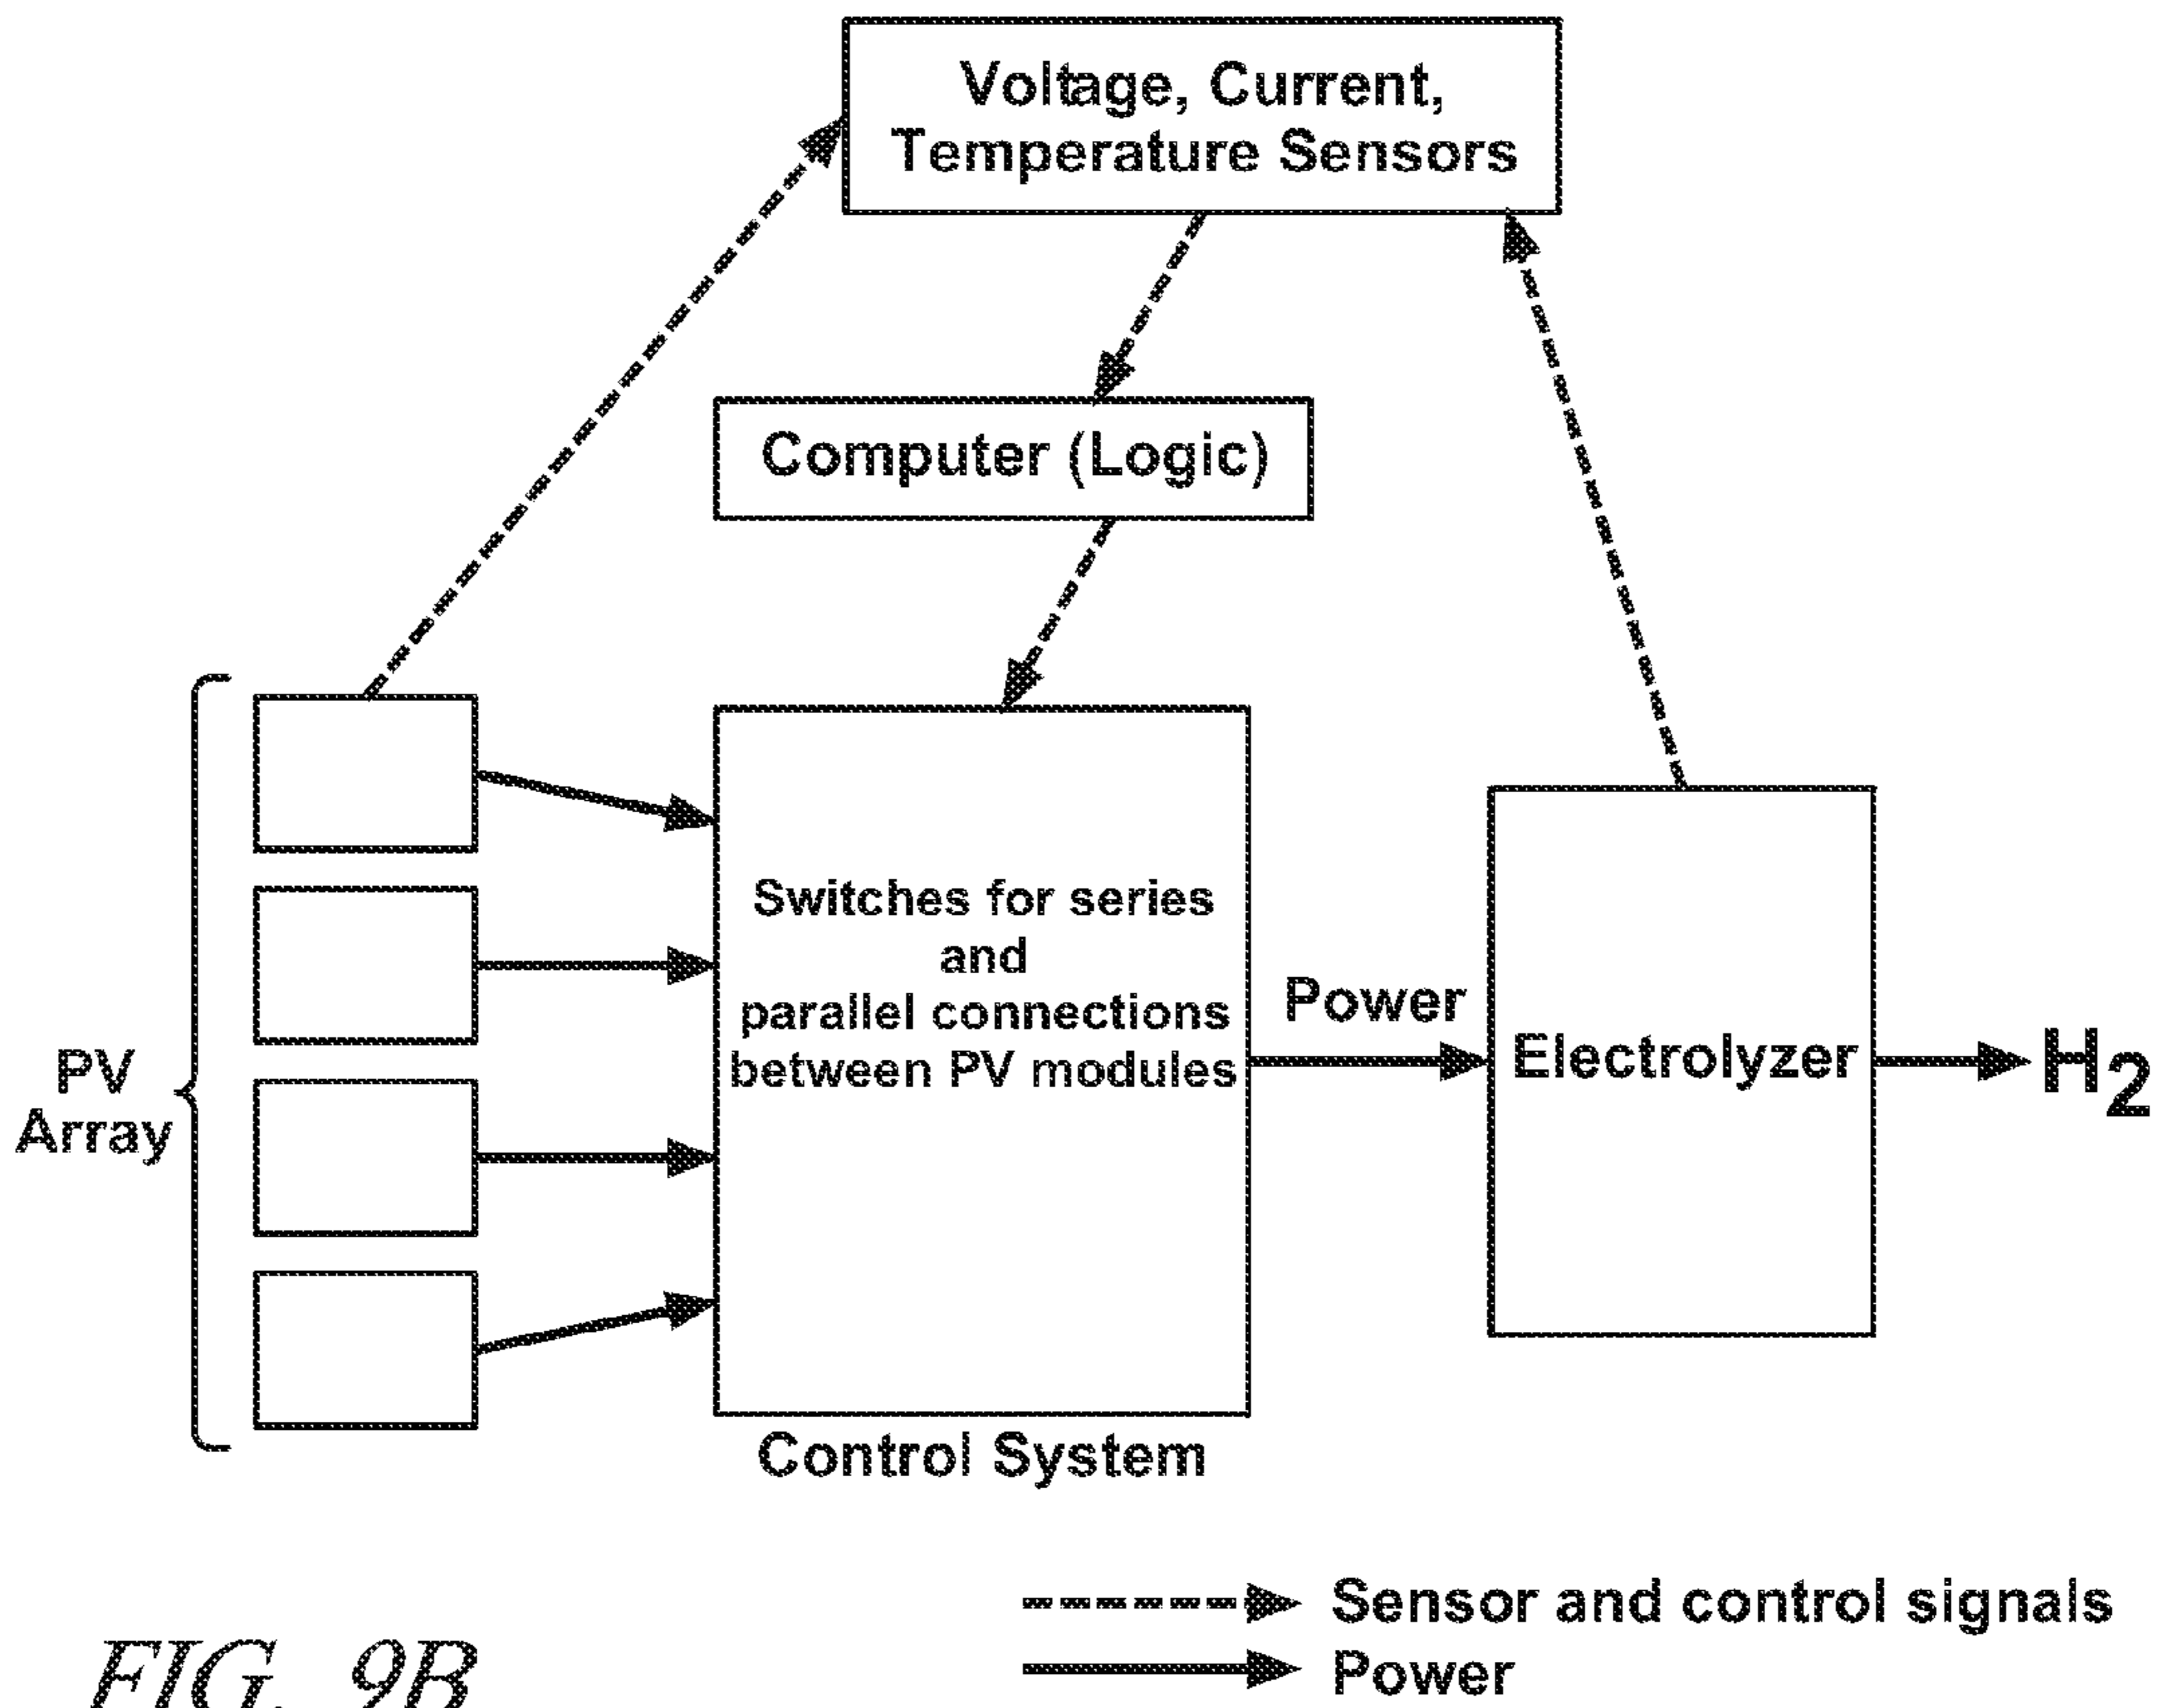 Voltage, Current,
Temperature Sensors
Computer (Logic)
PV
Array
Switches for series
and
parallel connections
between PV modules
Control System
Power
Electrolyzer
H2
Sensor and control signals
Power
FIG. 9B